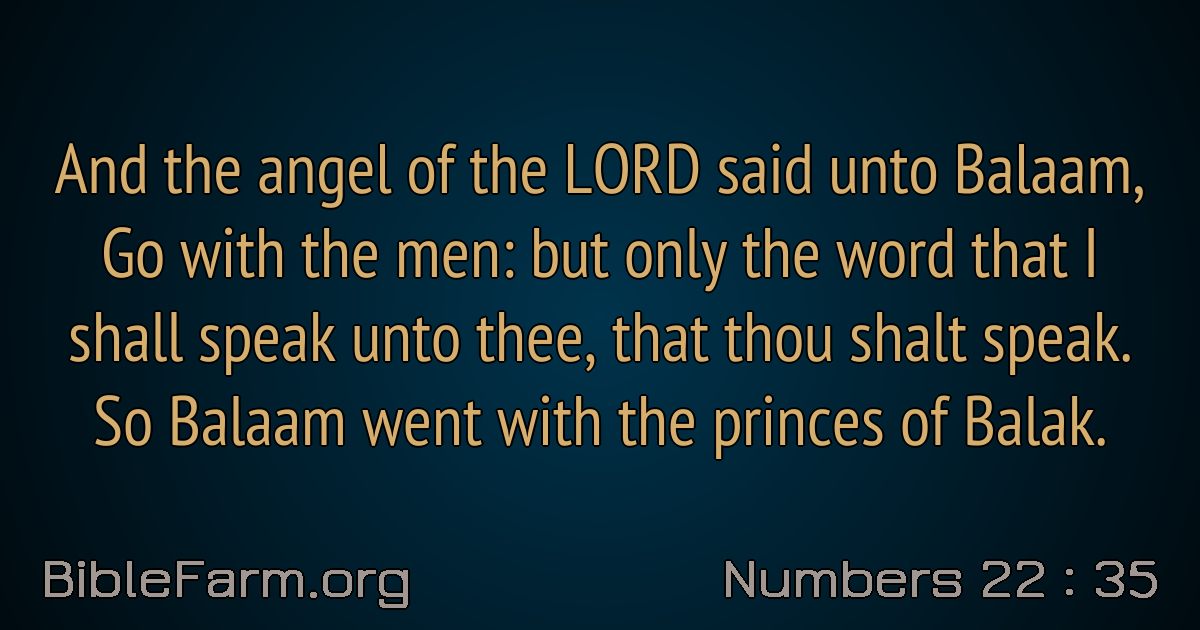 And the angel of the LORD said unto Balaam,
Go with the men: but only the word that I
shall speak unto thee, that thou shalt speak.
So Balaam went with the princes of Balak.
BibleFarm.org
Numbers 22 : 35